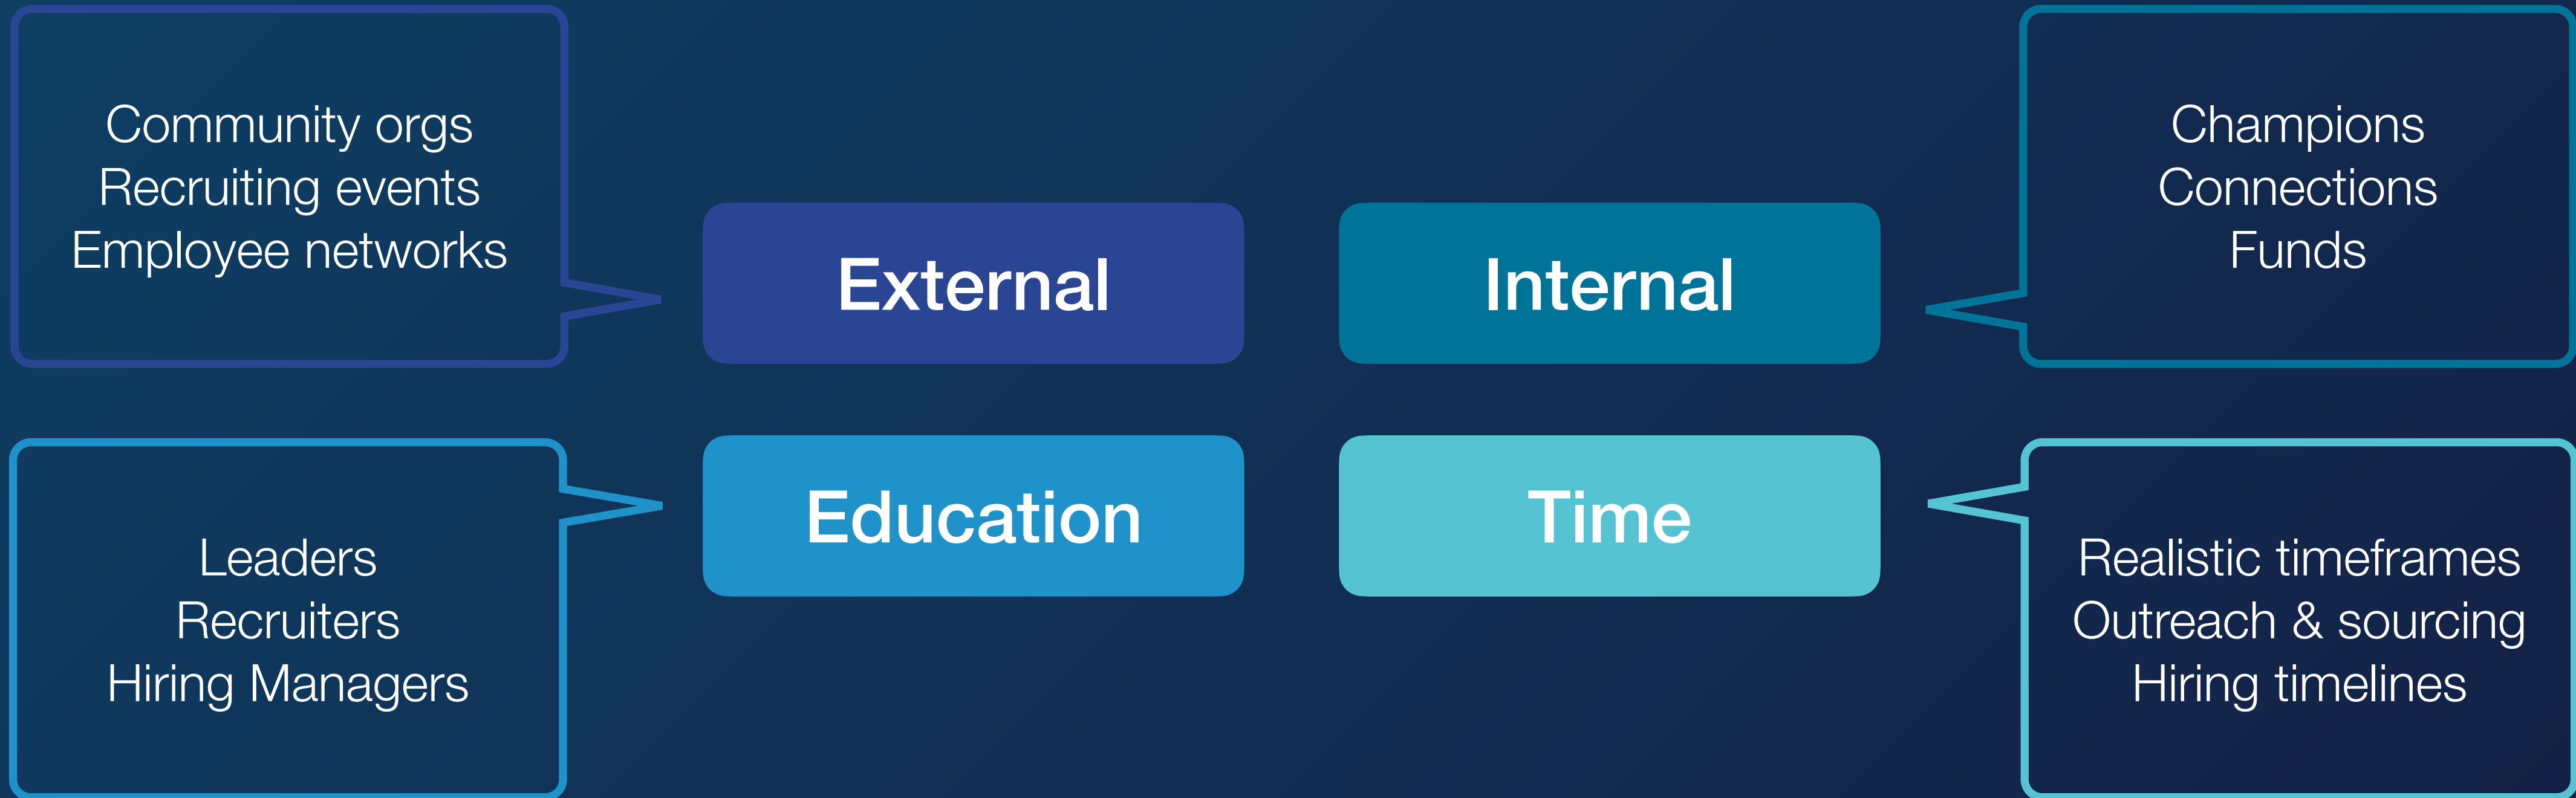 Community orgs
Recruiting events
Employee networks
External
Internal
Champions
Connections
Funds
Leaders
Recruiters
Hiring Managers
Education
Time
Realistic timeframes
Outreach & sourcing
Hiring timelines